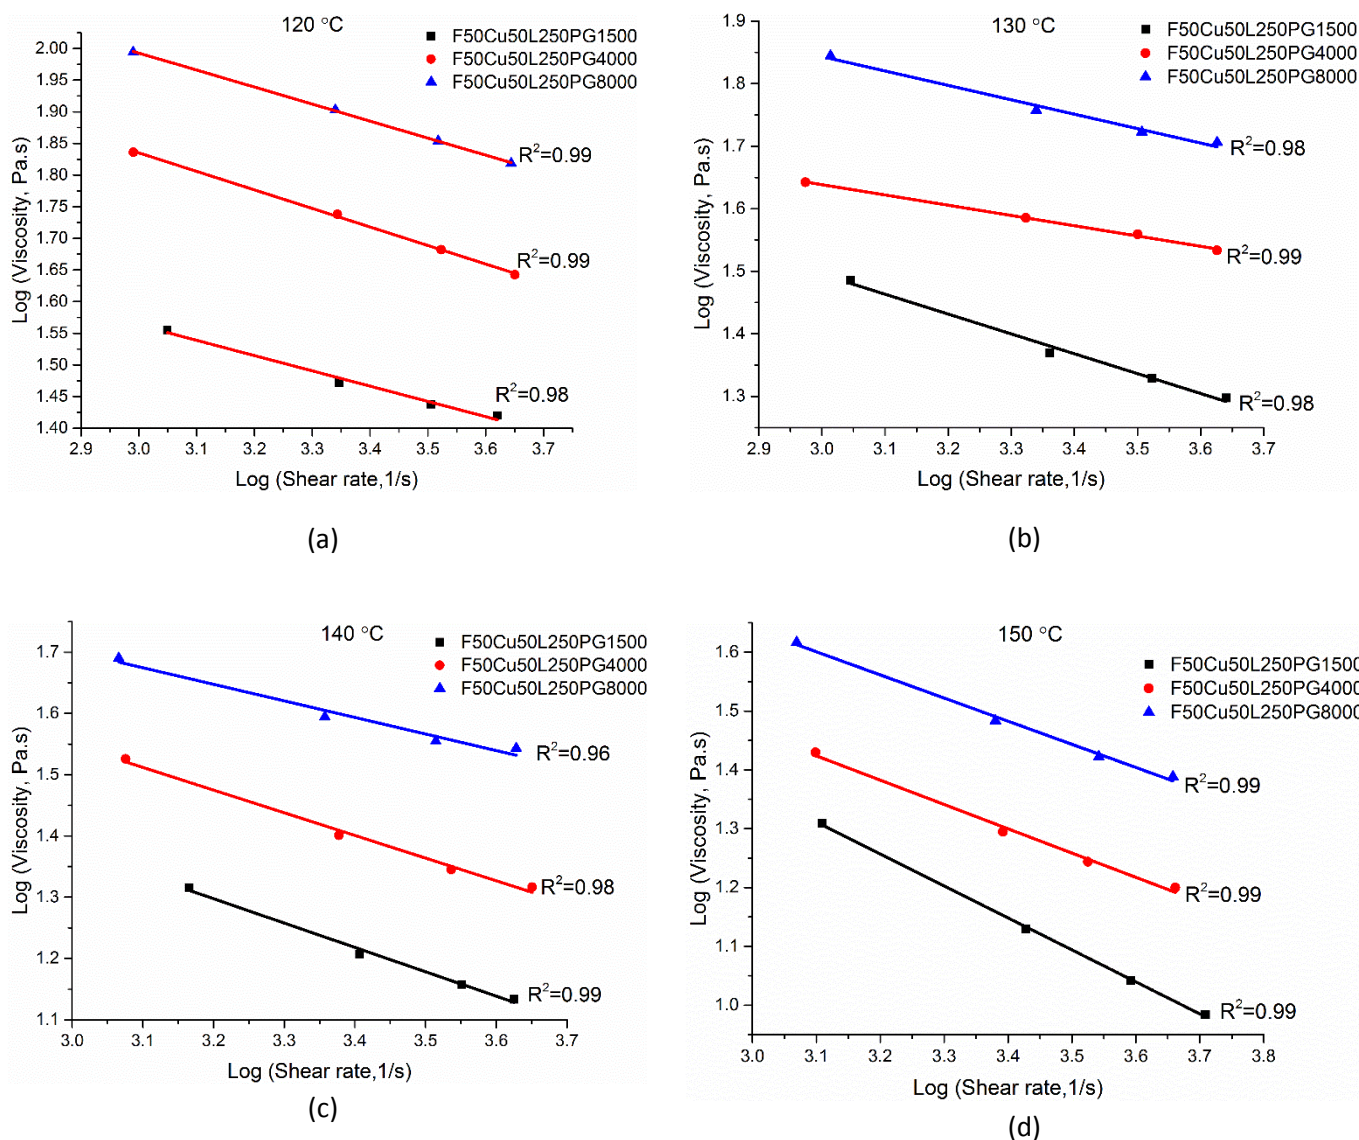 120 °C
F50Cu50L250PG1500
F50Cu50L250PG4000
F50Cu50L250PG8000
2.00
1.95
1.90
1.85
1.80
1.75
1.70
1.65
1.60
1.55
1.50
1.45
1.40
Log (Viscosity, Pa.s)
R²=0.99
R²=0.99
R²=0.98
2.9 3.0 3.1 3.2 3.3 3.4 3.5 3.6 3.7
Log (Shear rate,1/s)
(a)
130 °C
F50Cu50L250PG1500
F50Cu50L250PG4000
F50Cu50L250PG8000
1.9
1.8
1.7
1.6
1.5
1.4
1.3
Log (Viscosity, Pa.s)
R²=0.98
R²=0.99
R²=0.98
2.9 3.0 3.1 3.2 3.3 3.4 3.5 3.6 3.7
Log (Shear rate,1/s)
(b)
140 °C
F50Cu50L250PG1500
F50Cu50L250PG4000
F50Cu50L250PG8000
1.7
1.6
1.5
1.4
1.3
1.2
1.1
Log (Viscosity, Pa.s)
R²=0.96
R²=0.98
R²=0.99
3.0 3.1 3.2 3.3 3.4 3.5 3.6 3.7
Log (Shear rate,1/s)
(c)
150 °C
F50Cu50L250PG1500
F50Cu50L250PG4000
F50Cu50L250PG8000
1.6
1.5
1.4
1.3
1.2
1.1
1.0
Log (Viscosity, Pa.s)
R²=0.99
R²=0.99
R²=0.99
3.0 3.1 3.2 3.3 3.4 3.5 3.6 3.7 3.8
Log (Shear rate,1/s)
(d)